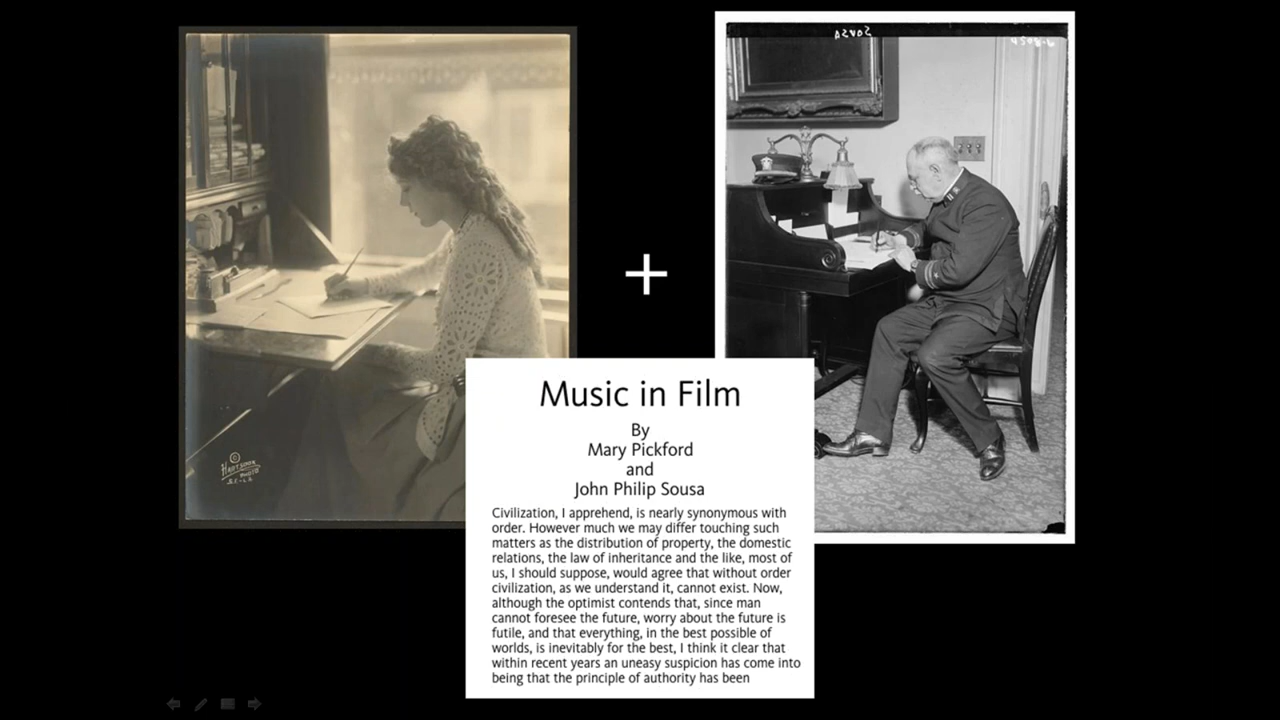 SOUSA
+
Music in Film
By
Mary Pickford
and
John Philip Sousa
Civilization, I apprehend, is nearly synonymous with
order. However much we may differ touching such
matters as the distribution of property, the domestic
relations, the law of inheritance and the like, most of
us, I should suppose, would agree that without order
civilization, as we understand it, cannot exist. Now,
although the optimist contends that, since man
cannot foresee the future, worry about the future is
futile, and that everything, in the best possible of
worlds, is inevitably for the best, I think it clear that
within recent years an uneasy suspicion has come into
being that the principle of authority has been
© 
HARTSOOK
PHOTO
S.F.-L.A.